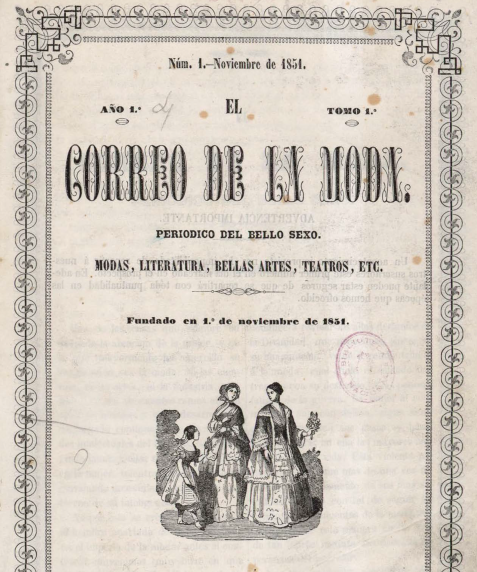 Núm. 1.–Noviembre de 1851.
AÑO 1.º EL TOMO 1.º
CORREO DE LA MODA.
PERIODICO DEL BELLO SEXO.
MODAS, LITERATURA, BELLAS ARTES, TEATROS, ETC.
Fundado en 1.º de noviembre de 1851.